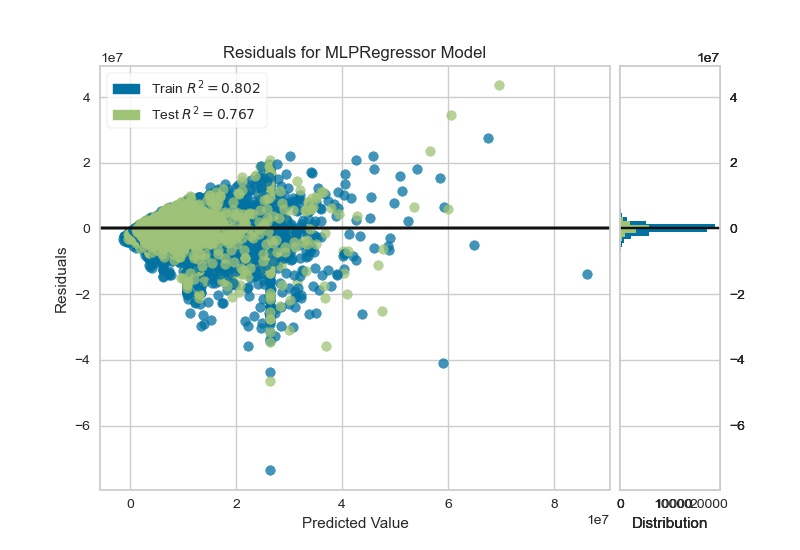 Residuals for MLPRegressor Model
1e7
1e7
Train R² = 0.802
Test R² = 0.767
4
2
0
−2
−4
−6
Residuals
4
2
0
−2
−4
−6
0 2 4 6 8
1e7
Predicted Value
0 10000 20000
Distribution